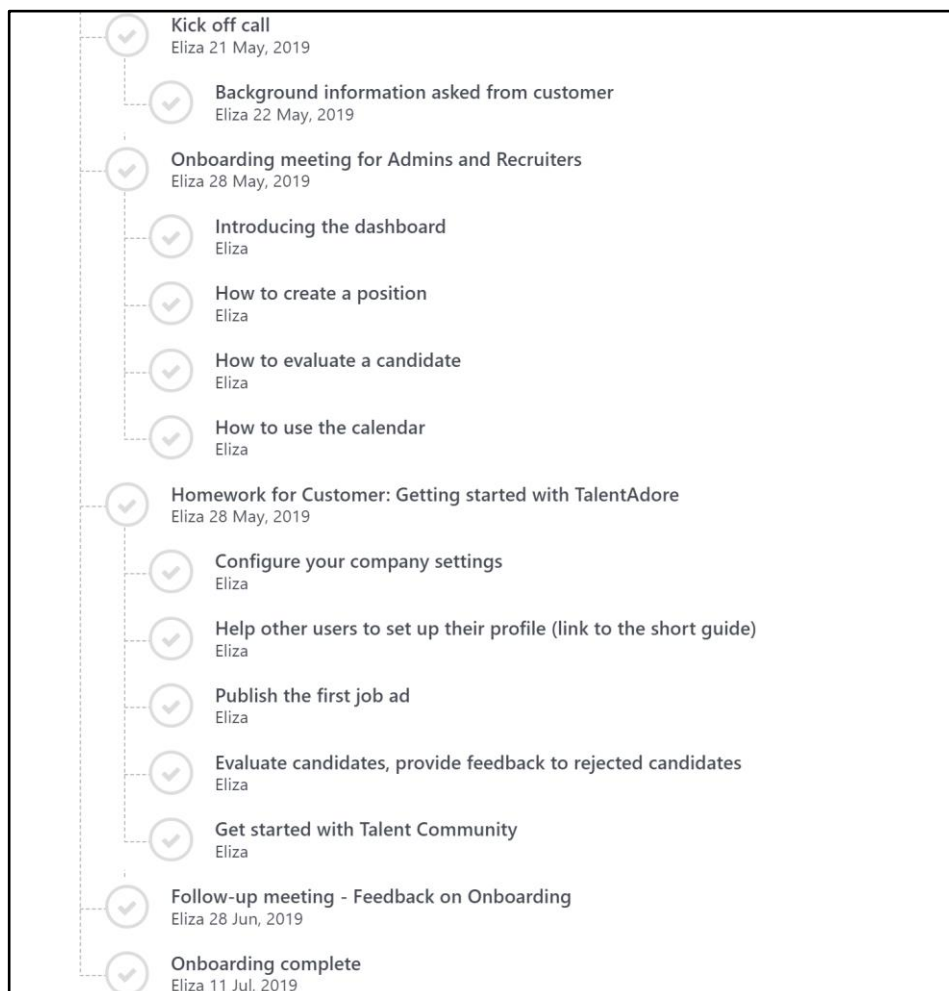 Kick off call
Eliza 21 May, 2019
Background information asked from customer
Eliza 22 May, 2019
Onboarding meeting for Admins and Recruiters
Eliza 28 May, 2019
Introducing the dashboard
Eliza
How to create a position
Eliza
How to evaluate a candidate
Eliza
How to use the calendar
Eliza
Homework for Customer: Getting started with TalentAdore
Eliza 28 May, 2019
Configure your company settings
Eliza
Help other users to set up their profile (link to the short guide)
Eliza
Publish the first job ad
Eliza
Evaluate candidates, provide feedback to rejected candidates
Eliza
Get started with Talent Community
Eliza
Follow-up meeting - Feedback on Onboarding
Eliza 28 Jun, 2019
Onboarding complete
Eliza 11 Jul, 2019